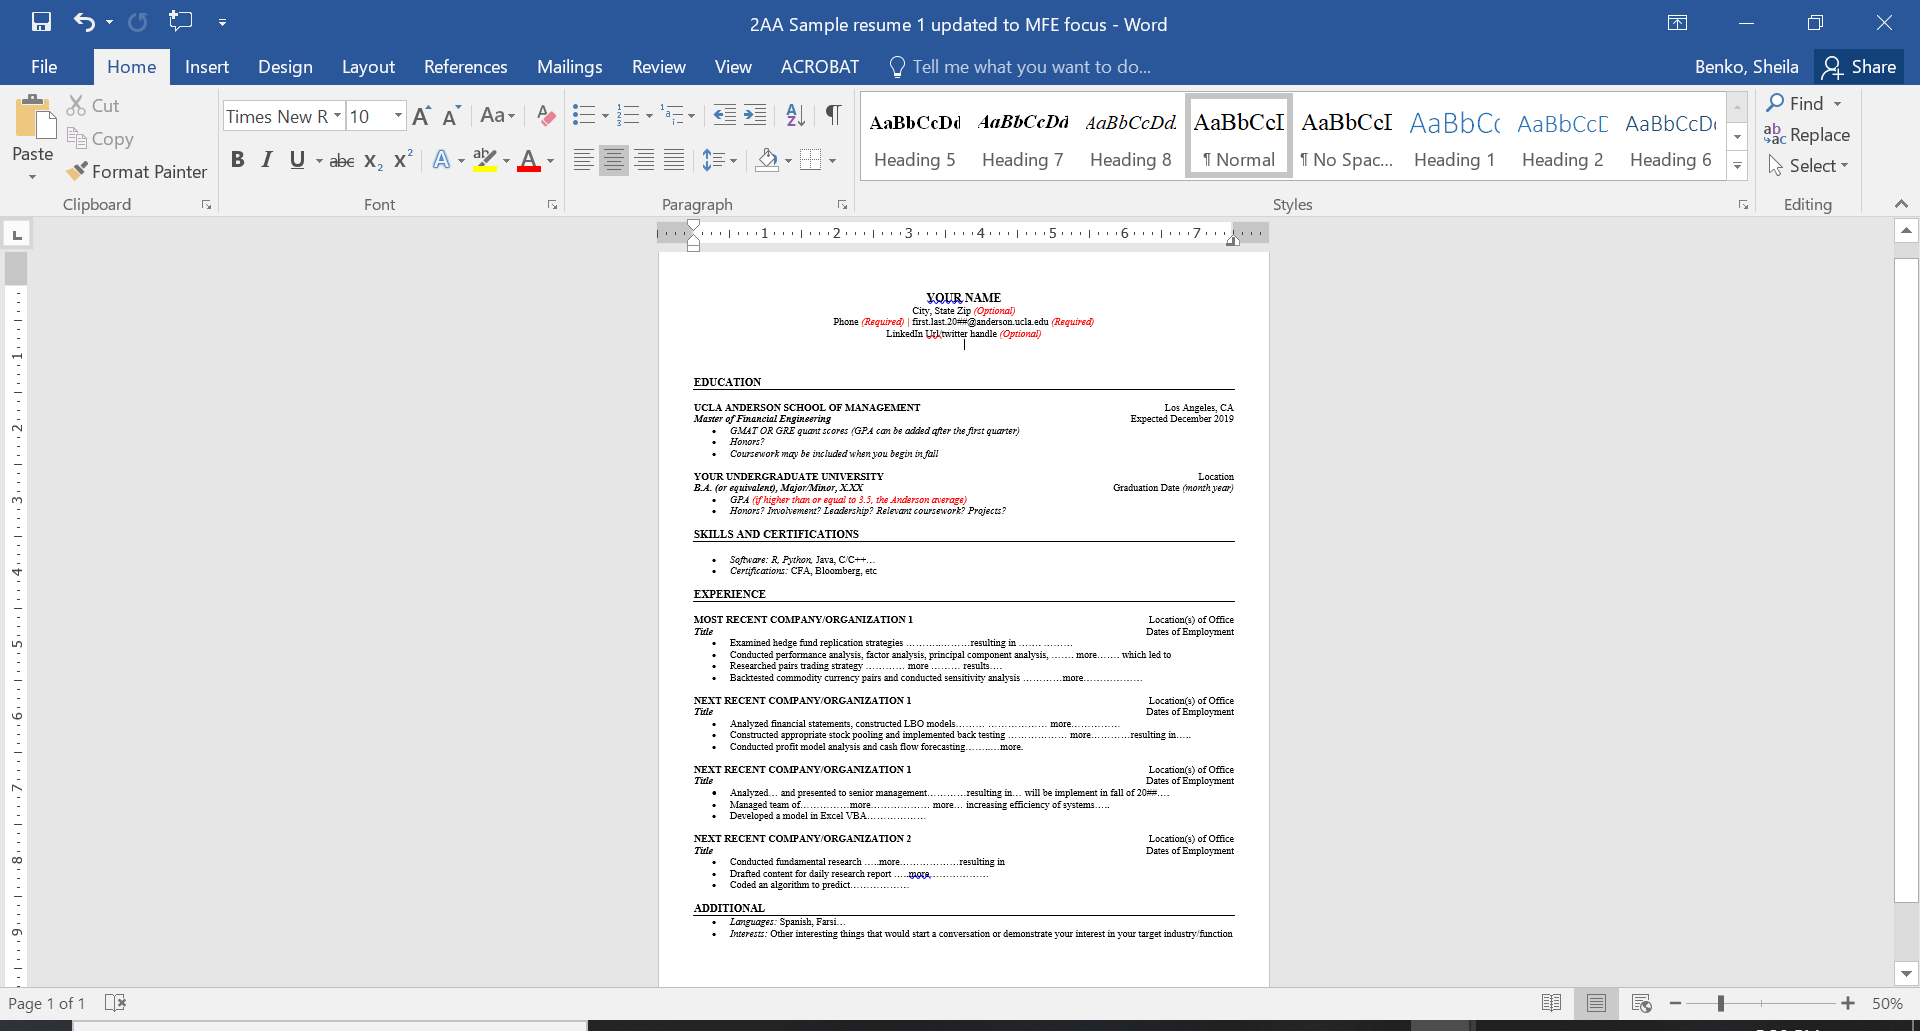 2AA Sample resume 1 updated to MFE focus - Word
File Home Insert Design Layout References Mailings Review View ACROBAT Tell me what you want to do... Benko, Sheila Share
Cut
Copy
Paste
Format Painter
Clipboard
Times New R 10
Font
Paragraph
AaBbCcDd AaBbCcDd AaBbCcDd. AaBbCcI AaBbCcI AaBbCc AaBbCcD AaBbCcDc
Heading 5 Heading 7 Heading 8 ¶ Normal ¶ No Spac... Heading 1 Heading 2 Heading 6
Styles
Find
Replace
Select
Editing
1 2 3 4 5 6 7
YOUR NAME
City, State Zip (Optional)
Phone (Required) | first.last.20##@anderson.ucla.edu (Required)
LinkedIn Url/twitter handle (Optional)
EDUCATION
UCLA ANDERSON SCHOOL OF MANAGEMENT Los Angeles, CA
Master of Financial Engineering Expected December 2019
• GMAT OR GRE quant scores (GPA can be added after the first quarter)
• Honors?
• Coursework may be included when you begin in fall
YOUR UNDERGRADUATE UNIVERSITY Location
B.A. (or equivalent), Major/Minor, X.XX Graduation Date (month year)
• GPA (if higher than or equal to 3.5, the Anderson average)
• Honors? Involvement? Leadership? Relevant coursework? Projects?
SKILLS AND CERTIFICATIONS
• Software: R, Python, Java, C/C++…
• Certifications: CFA, Bloomberg, etc
EXPERIENCE
MOST RECENT COMPANY/ORGANIZATION 1 Location(s) of Office
Title Dates of Employment
• Examined hedge fund replication strategies ………………resulting in ……. ………
• Conducted performance analysis, factor analysis, principal component analysis, ……. more……. which led to
• Researched pairs trading strategy ………… more ……… results….
• Backtested commodity currency pairs and conducted sensitivity analysis …………more………………
NEXT RECENT COMPANY/ORGANIZATION 1 Location(s) of Office
Title Dates of Employment
• Analyzed financial statements, constructed LBO models……… ……………… more……………
• Constructed appropriate stock pooling and implemented back testing ……………… more…………resulting in…..
• Conducted profit model analysis and cash flow forecasting……….…more.
NEXT RECENT COMPANY/ORGANIZATION 1 Location(s) of Office
Title Dates of Employment
• Analyzed… and presented to senior management…………resulting in… will be implement in fall of 20##….
• Managed team of……………more……………… more… increasing efficiency of systems…..
• Developed a model in Excel VBA………………
NEXT RECENT COMPANY/ORGANIZATION 2 Location(s) of Office
Title Dates of Employment
• Conducted fundamental research …..more………………resulting in
• Drafted content for daily research report …..more………………
• Coded an algorithm to predict………………
ADDITIONAL
• Languages: Spanish, Farsi…
• Interests: Other interesting things that would start a conversation or demonstrate your interest in your target industry/function
1
2
3
4
5
6
7
8
9
Page 1 of 1 50%